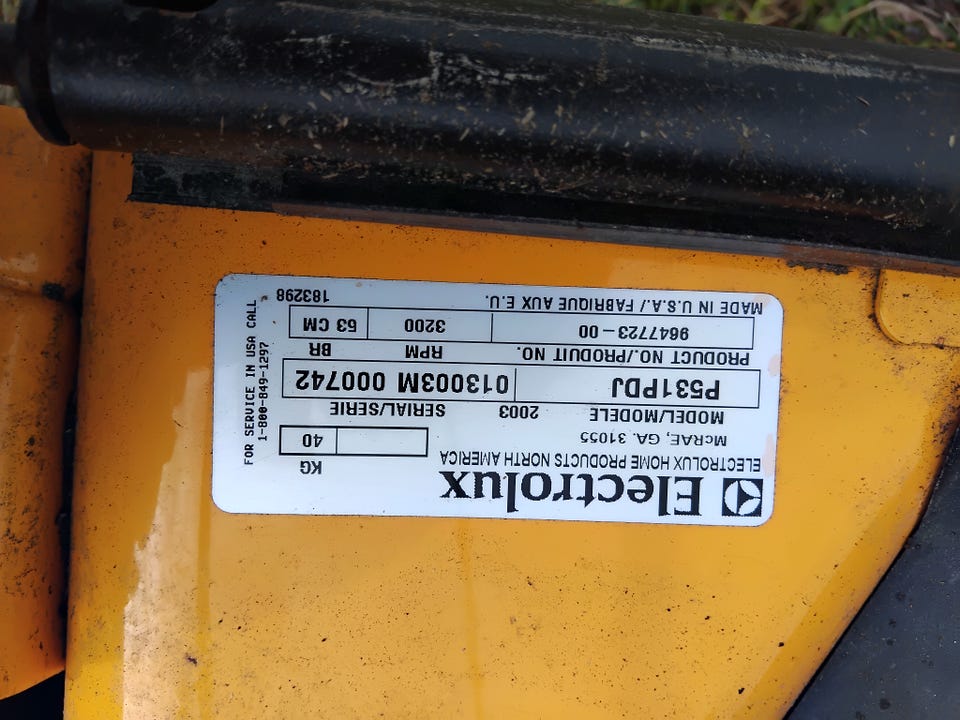 Electrolux
ELECTROLUX HOME PRODUCTS NORTH AMERICA
McRAE, GA. 31055
KG
40
MODEL/MODELE 2003 SERIAL/SERIE
P531PDJ 013003M 000742
PRODUCT NO./PRODUIT NO. RPM BR
9647723-00 3200 53 CM
MADE IN U.S.A./ FABRIQUE AUX E.U. 183298
FOR SERVICE IN USA CALL
1-800-849-1297